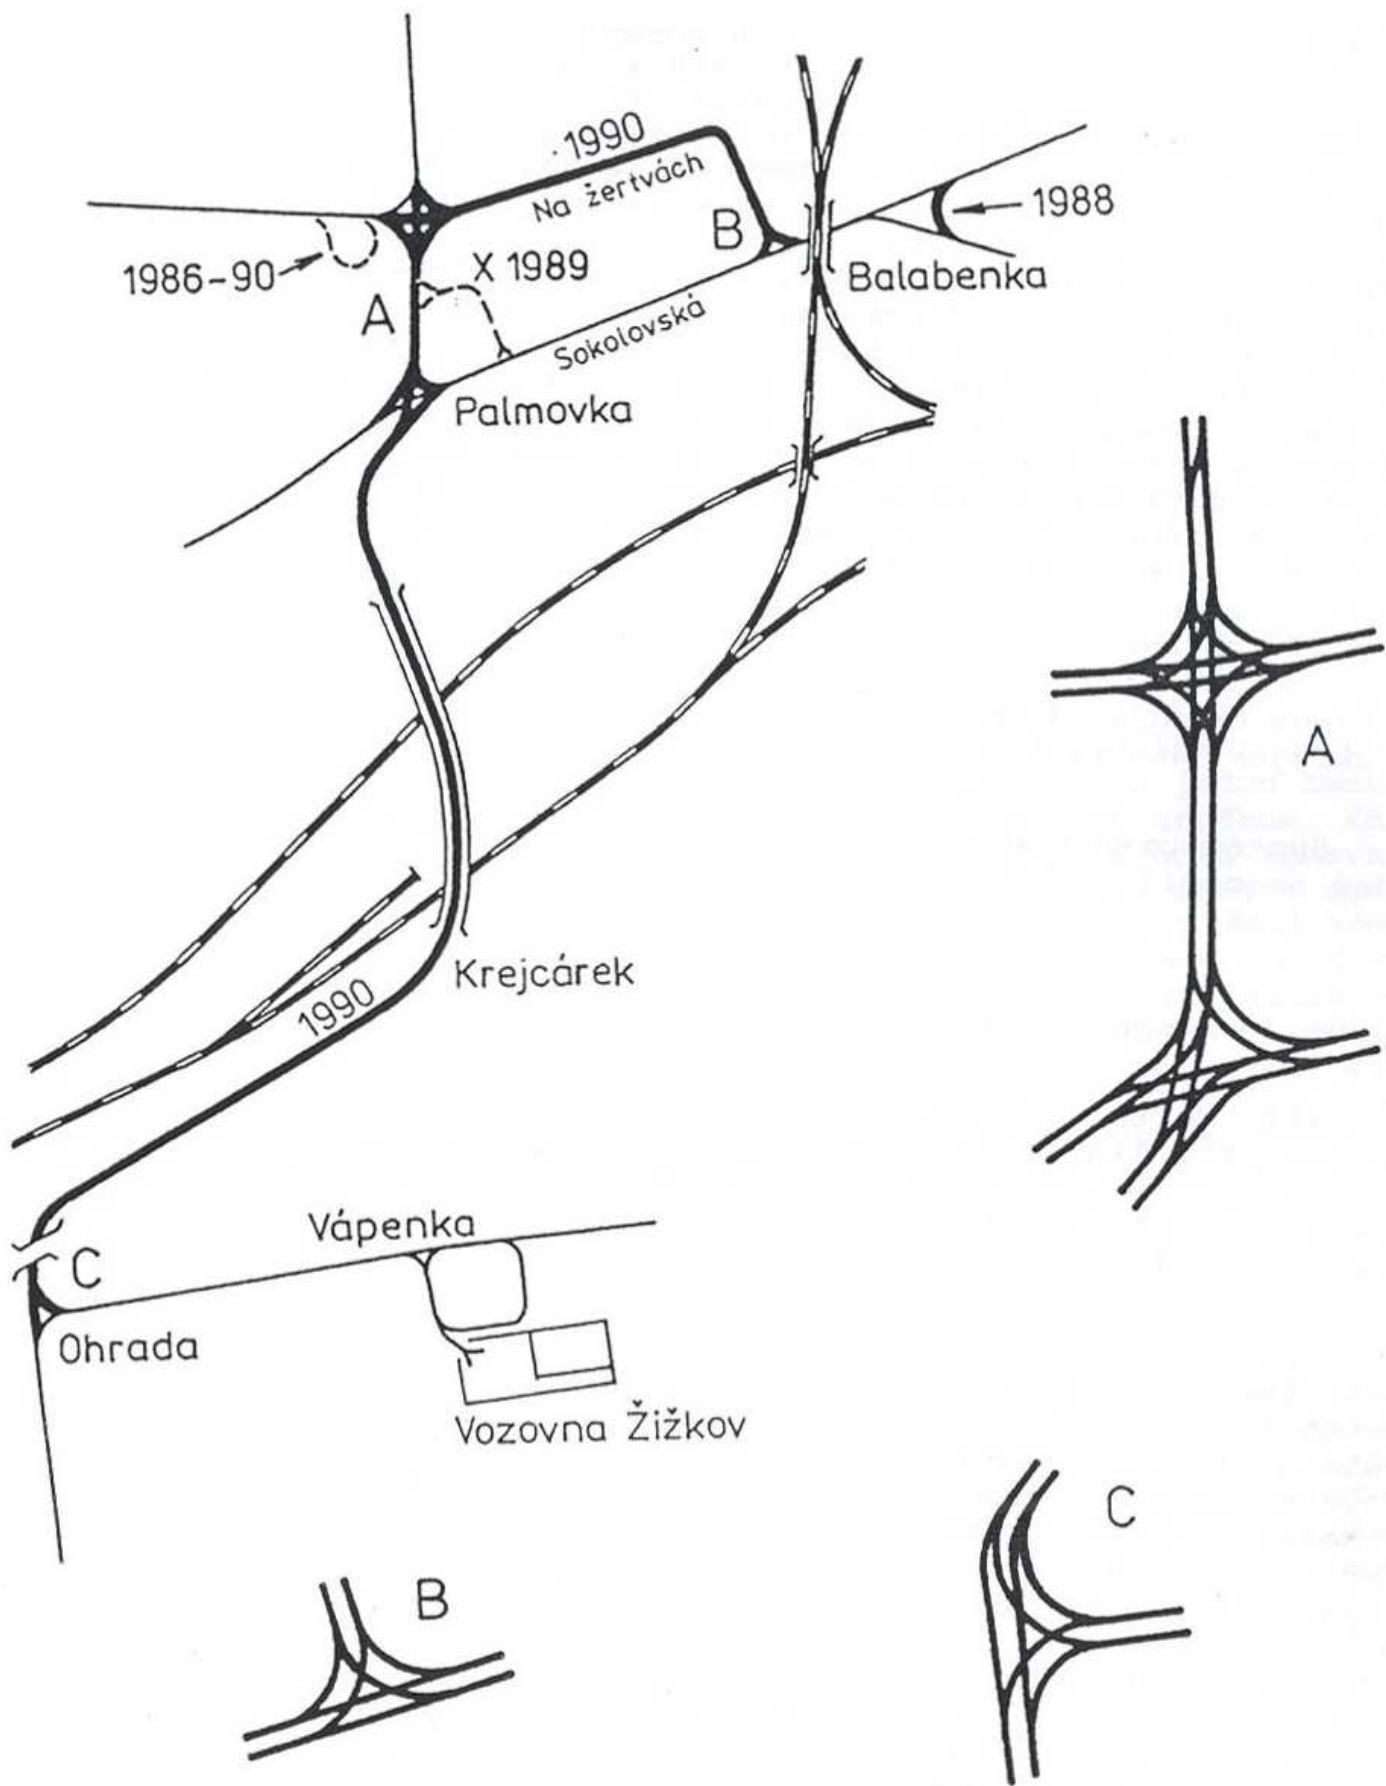 1990
Na žertvách
B
1988
1986-90
X 1989
Balabenka
A
Sokolovská
Palmovka
A
Krejcárek
1990
Vápenka
C
Ohrada
Vozovna Žižkov
C
B